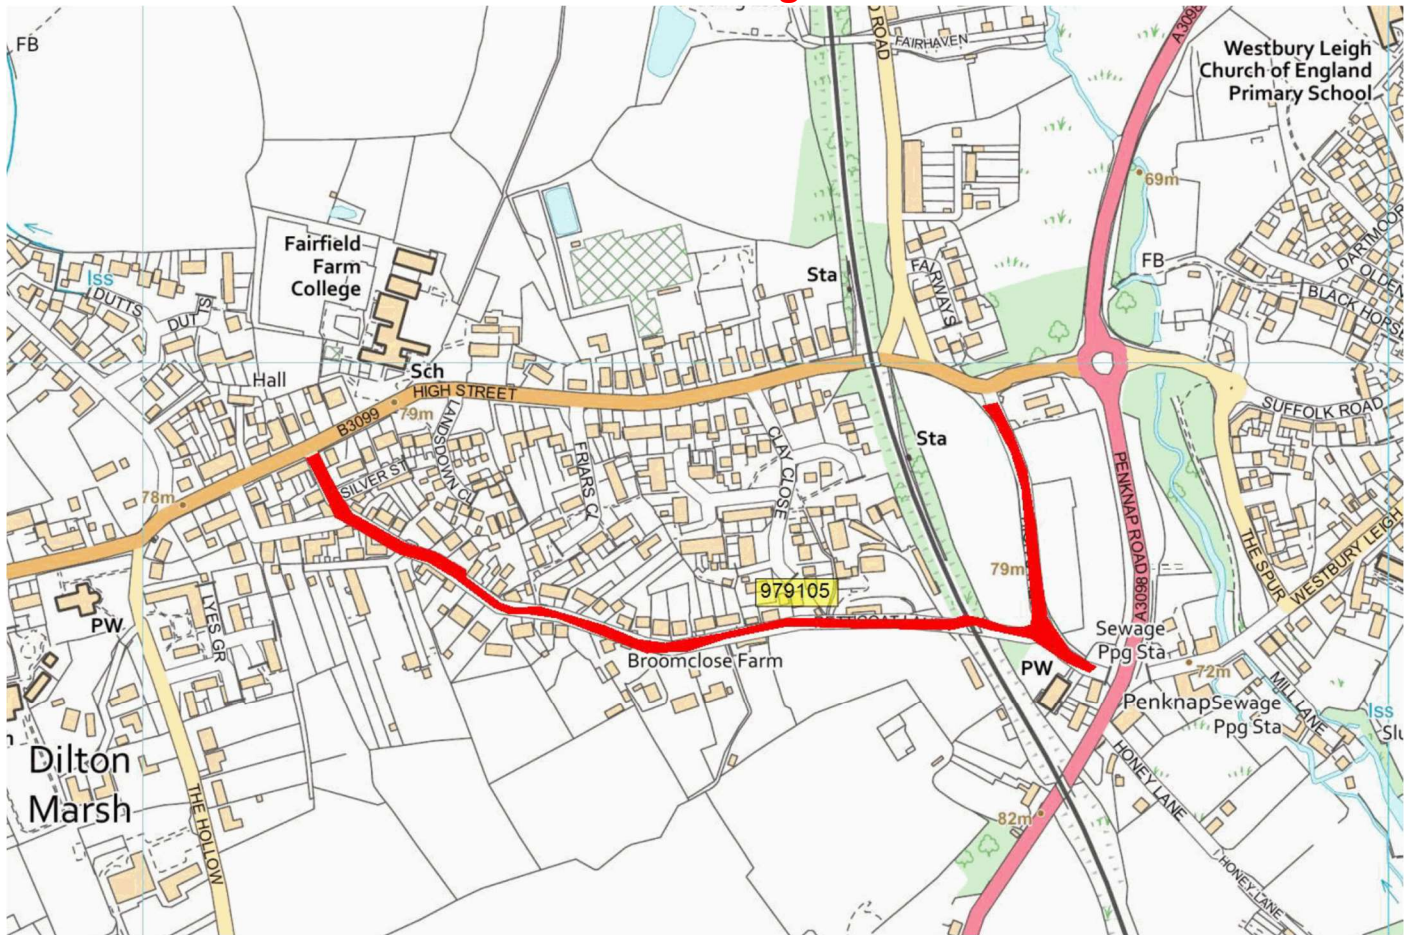 FB
D ROAD
FAIRHAVEN
A3098
Westbury Leigh
Church of England
Primary School
69m
FB
DARTMOOR
OLDEN
BLACK HORSE
Iss
DUTTS
Fairfield
Farm
College
Sta
FAIRWAYS
Hall
Sch
HIGH STREET
B3099
79m
LANDSDOWN CL
SILVER ST
FRIARS CL
CLAY CLOSE
Sta
SUFFOLK ROAD
PENKNAP ROAD
A3098
THE SPUR
WESTBURY LEIGH
78m
79m
979105
PW
LYES GR
Broomclose Farm
PW
Sewage
Ppg Sta
72m
Penknap
Sewage
Ppg Sta
MILL LANE
Iss
Slu
Dilton
Marsh
THE HOLLOW
HONEY LANE
82m
HONEY LANE